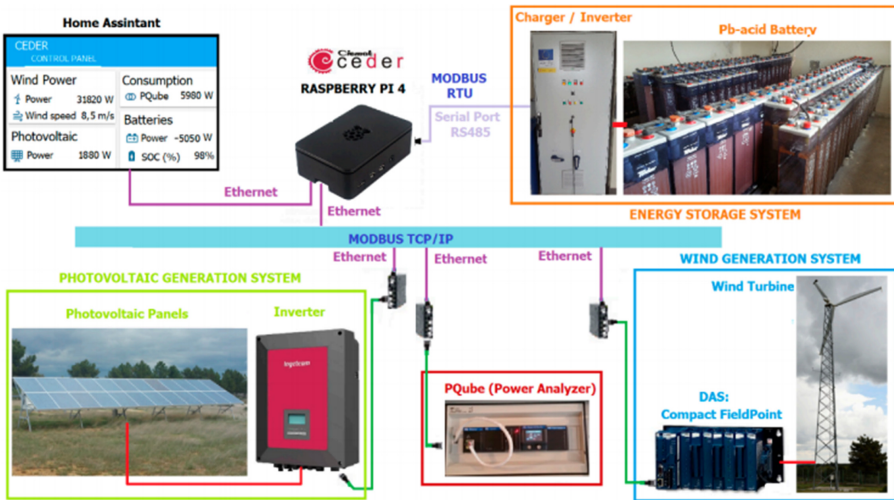 Home Assintant
CEDER
CONTROL PANEL
Wind Power
Power 31820 W
Wind speed 8,5 m/s
Photovoltaic
Power 1880 W
Consumption
PQube 5980 W
Batteries
Power -5050 W
SOC (%) 98%
Ciemat
ceder
RASPBERRY PI 4
MODBUS
RTU
Serial Port
RS485
Charger / Inverter
Pb-acid Battery
ENERGY STORAGE SYSTEM
Ethernet
Ethernet
MODBUS TCP/IP
Ethernet
Ethernet
Ethernet
PHOTOVOLTAIC GENERATION SYSTEM
Photovoltaic Panels
Inverter
Ingeteam
PQube (Power Analyzer)
WIND GENERATION SYSTEM
Wind Turbine
DAS:
Compact FieldPoint